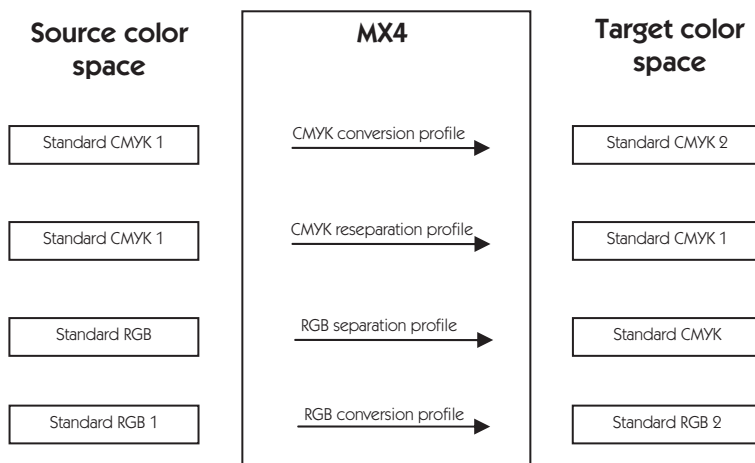 Source color
space
MX4
Target color
space
Standard CMYK 1
CMYK conversion profile
Standard CMYK 2
Standard CMYK 1
CMYK reseparation profile
Standard CMYK 1
Standard RGB
RGB separation profile
Standard CMYK
Standard RGB 1
RGB conversion profile
Standard RGB 2